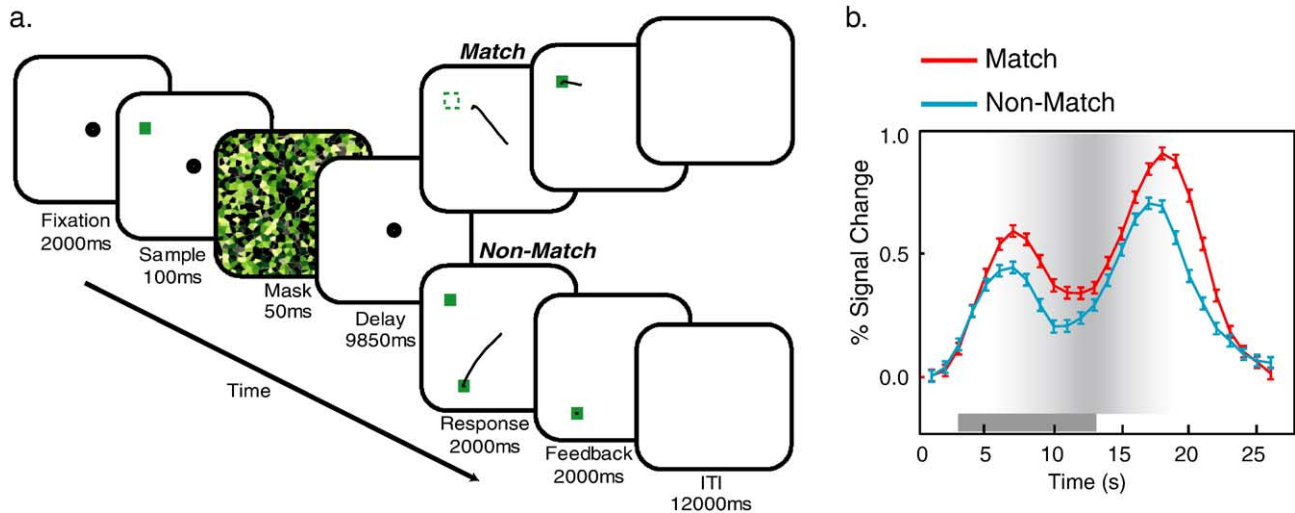 a.
Match
Fixation
2000ms
Sample
100ms
Mask
50ms
Delay
9850ms
Non-Match
Time
Response
2000ms
Feedback
2000ms
ITI
12000ms
b.
Match
Non-Match
1.0
0.5
0.0
% Signal Change
0 5 10 15 20 25
Time (s)